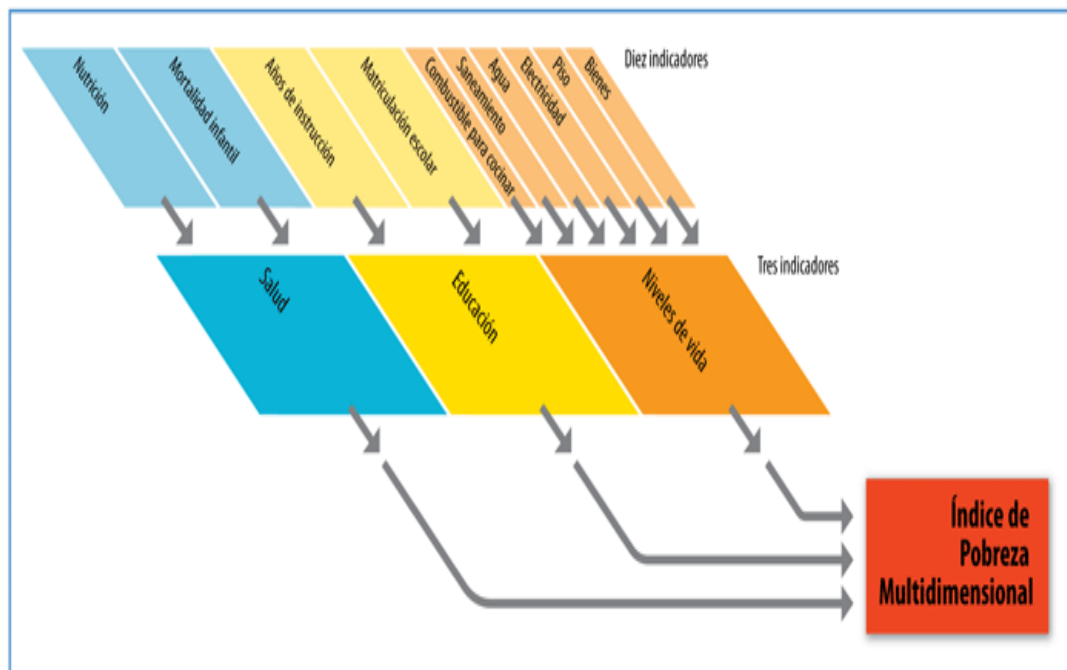 Nutrición
Mortalidad infantil
Años de instrucción
Matriculación escolar
Combustible para cocinar
Saneamiento
Agua
Electricidad
Piso
Bienes
Diez indicadores
Salud
Educación
Niveles de vida
Tres indicadores
Índice de
Pobreza
Multidimensional